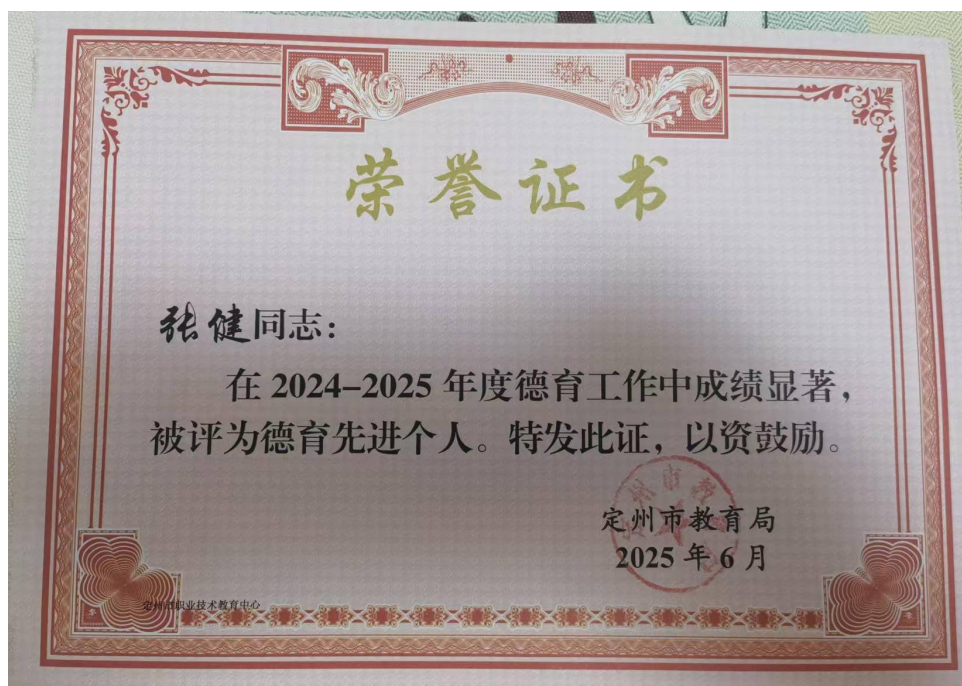 荣誉证书
张健同志：
在 2024-2025 年度德育工作中成绩显著，
被评为德育先进个人。特发此证，以资鼓励。
定州市教育局
2025 年 6 月
定州市职业技术教育中心